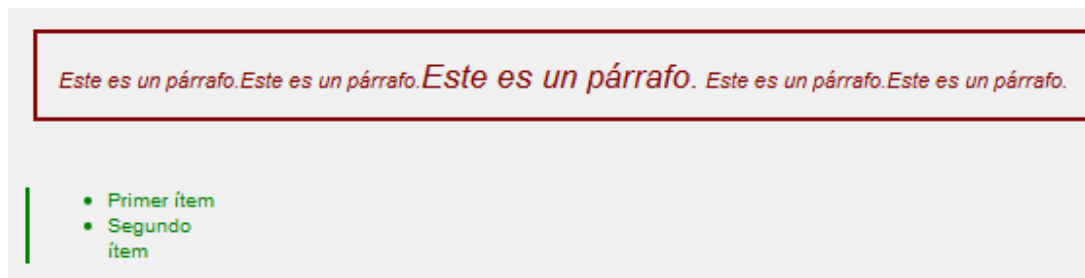 Este es un párrafo.Este es un párrafo.Este es un párrafo. Este es un párrafo.Este es un párrafo.
Primer ítem
Segundo
ítem